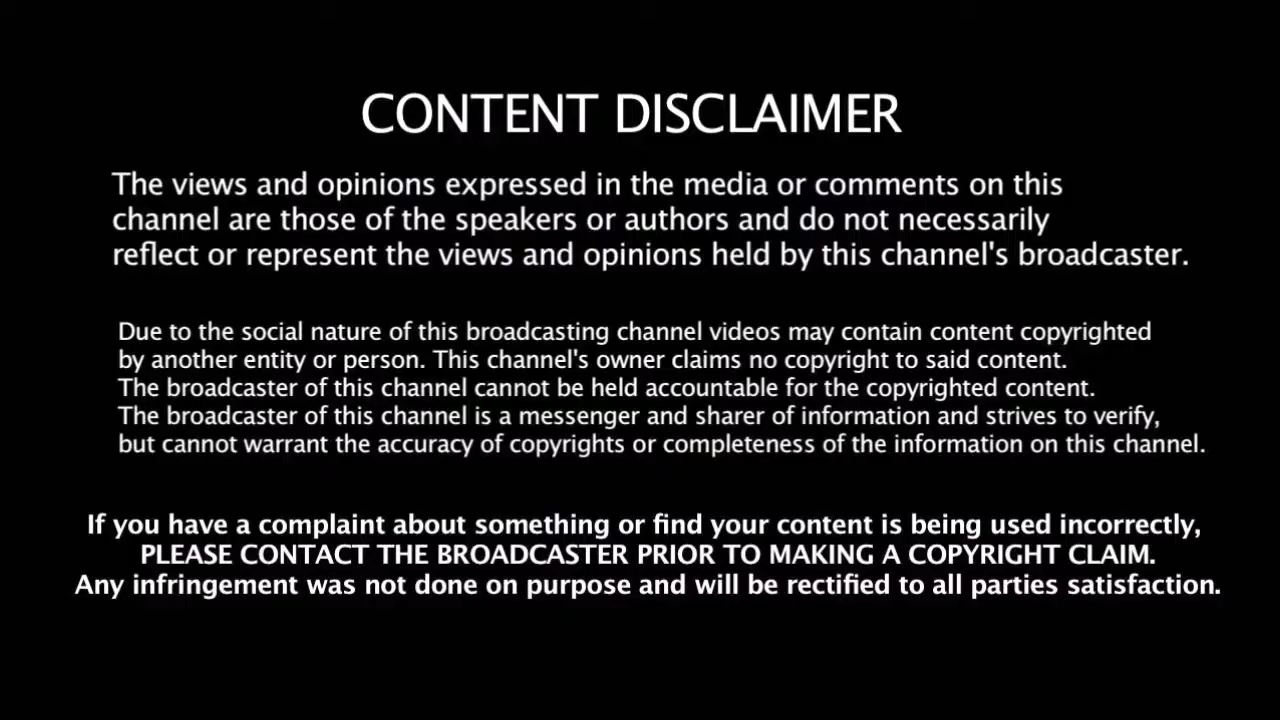 CONTENT DISCLAIMER
The views and opinions expressed in the media or comments on this
channel are those of the speakers or authors and do not necessarily
reflect or represent the views and opinions held by this channel's broadcaster.
Due to the social nature of this broadcasting channel videos may contain content copyrighted
by another entity or person. This channel's owner claims no copyright to said content.
The broadcaster of this channel cannot be held accountable for the copyrighted content.
The broadcaster of this channel is a messenger and sharer of information and strives to verify,
but cannot warrant the accuracy of copyrights or completeness of the information on this channel.
If you have a complaint about something or find your content is being used incorrectly,
PLEASE CONTACT THE BROADCASTER PRIOR TO MAKING A COPYRIGHT CLAIM.
Any infringement was not done on purpose and will be rectified to all parties satisfaction.